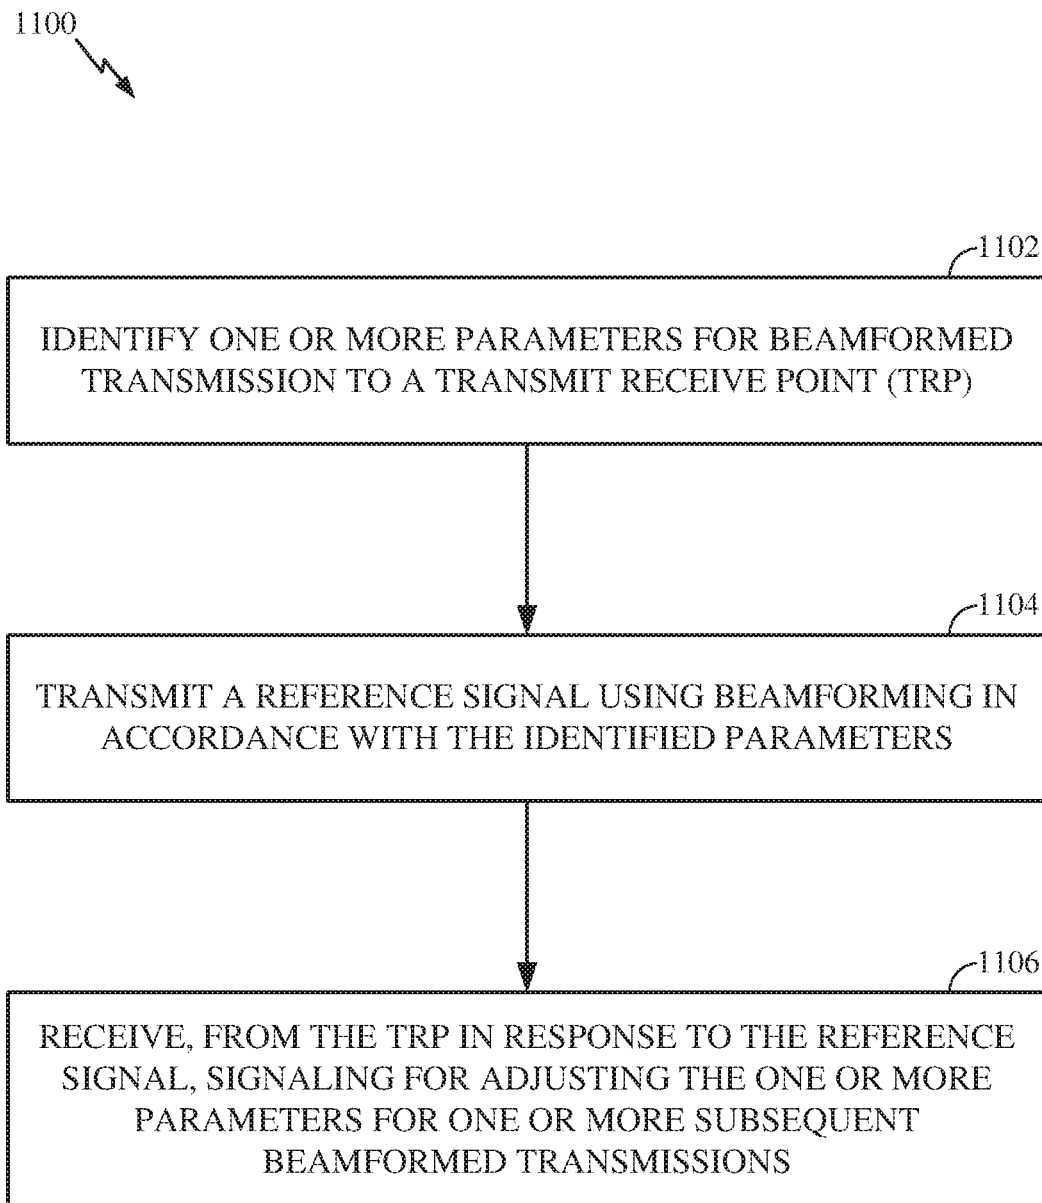 1100
1102
IDENTIFY ONE OR MORE PARAMETERS FOR BEAMFORMED
TRANSMISSION TO A TRANSMIT RECEIVE POINT (TRP)
1104
TRANSMIT A REFERENCE SIGNAL USING BEAMFORMING IN
ACCORDANCE WITH THE IDENTIFIED PARAMETERS
1106
RECEIVE, FROM THE TRP IN RESPONSE TO THE REFERENCE
SIGNAL, SIGNALING FOR ADJUSTING THE ONE OR MORE
PARAMETERS FOR ONE OR MORE SUBSEQUENT
BEAMFORMED TRANSMISSIONS